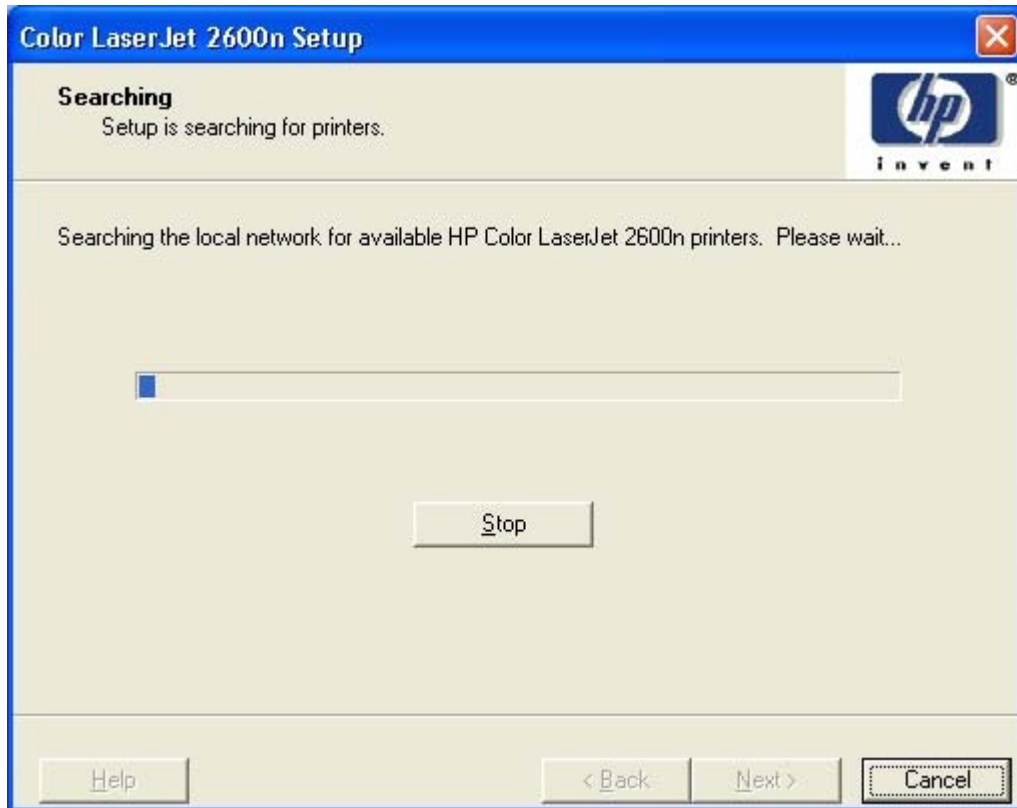 Color LaserJet 2600n Setup
Searching
Setup is searching for printers.
hp
®
invent
Searching the local network for available HP Color LaserJet 2600n printers. Please wait...
Stop
Help
< Back
Next >
Cancel